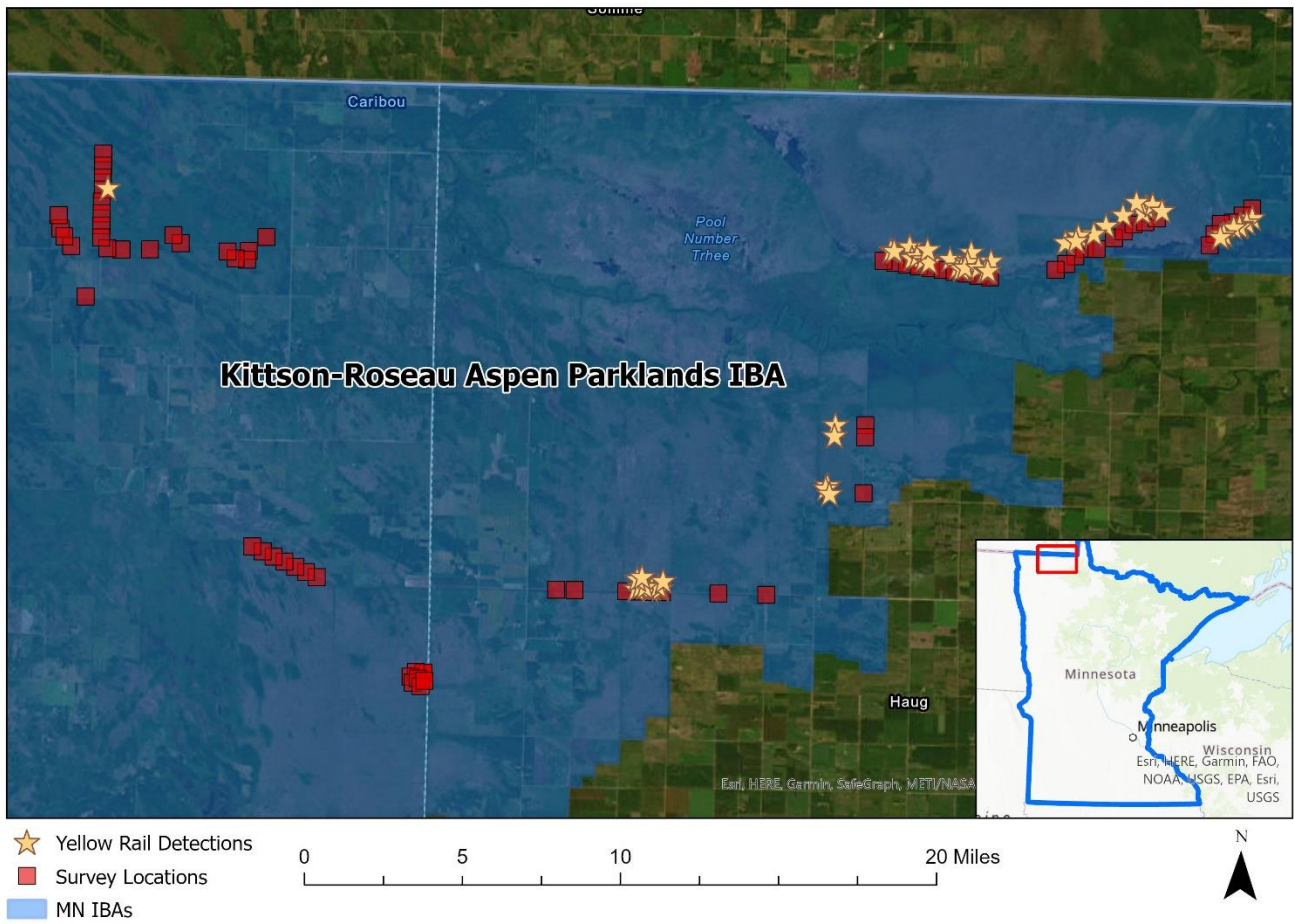 Caribou
Pool
Number
Trhee
Kittson-Roseau Aspen Parklands IBA
Haug
Minnesota
Minneapolis
Wisconsin
Esri, HERE, Garmin, FAO,
NOAA, USGS, EPA, Esri,
USGS
Esri, HERE, Garmin, SafeGraph, METI/NASA
Yellow Rail Detections
Survey Locations
MN IBAs
0 5 10 20 Miles
N